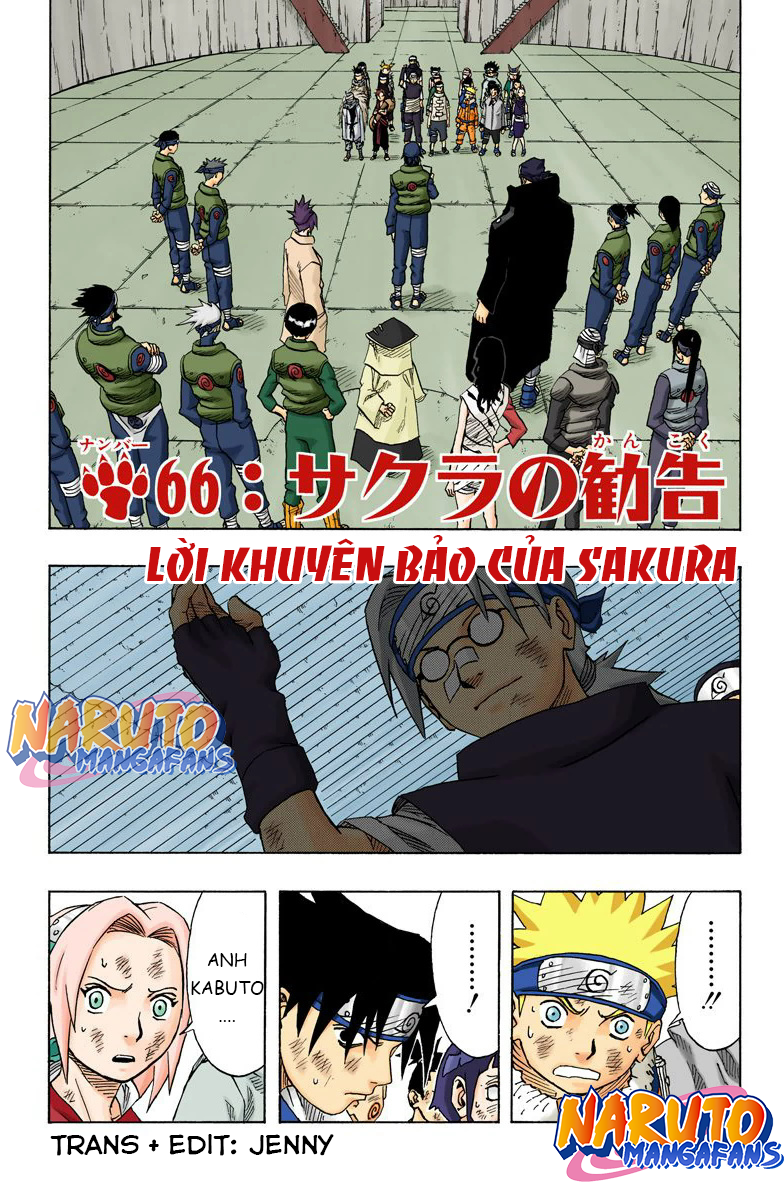 ナンバー
かんこく
66：サクラの勧告
LỜI KHUYÊN BẢO CỦA SAKURA
NARUTO
MANGAFANS
………!!
………!
ANH
KABUTO
....
TRANS + EDIT: JENNY
NARUTO
MANGAFANS